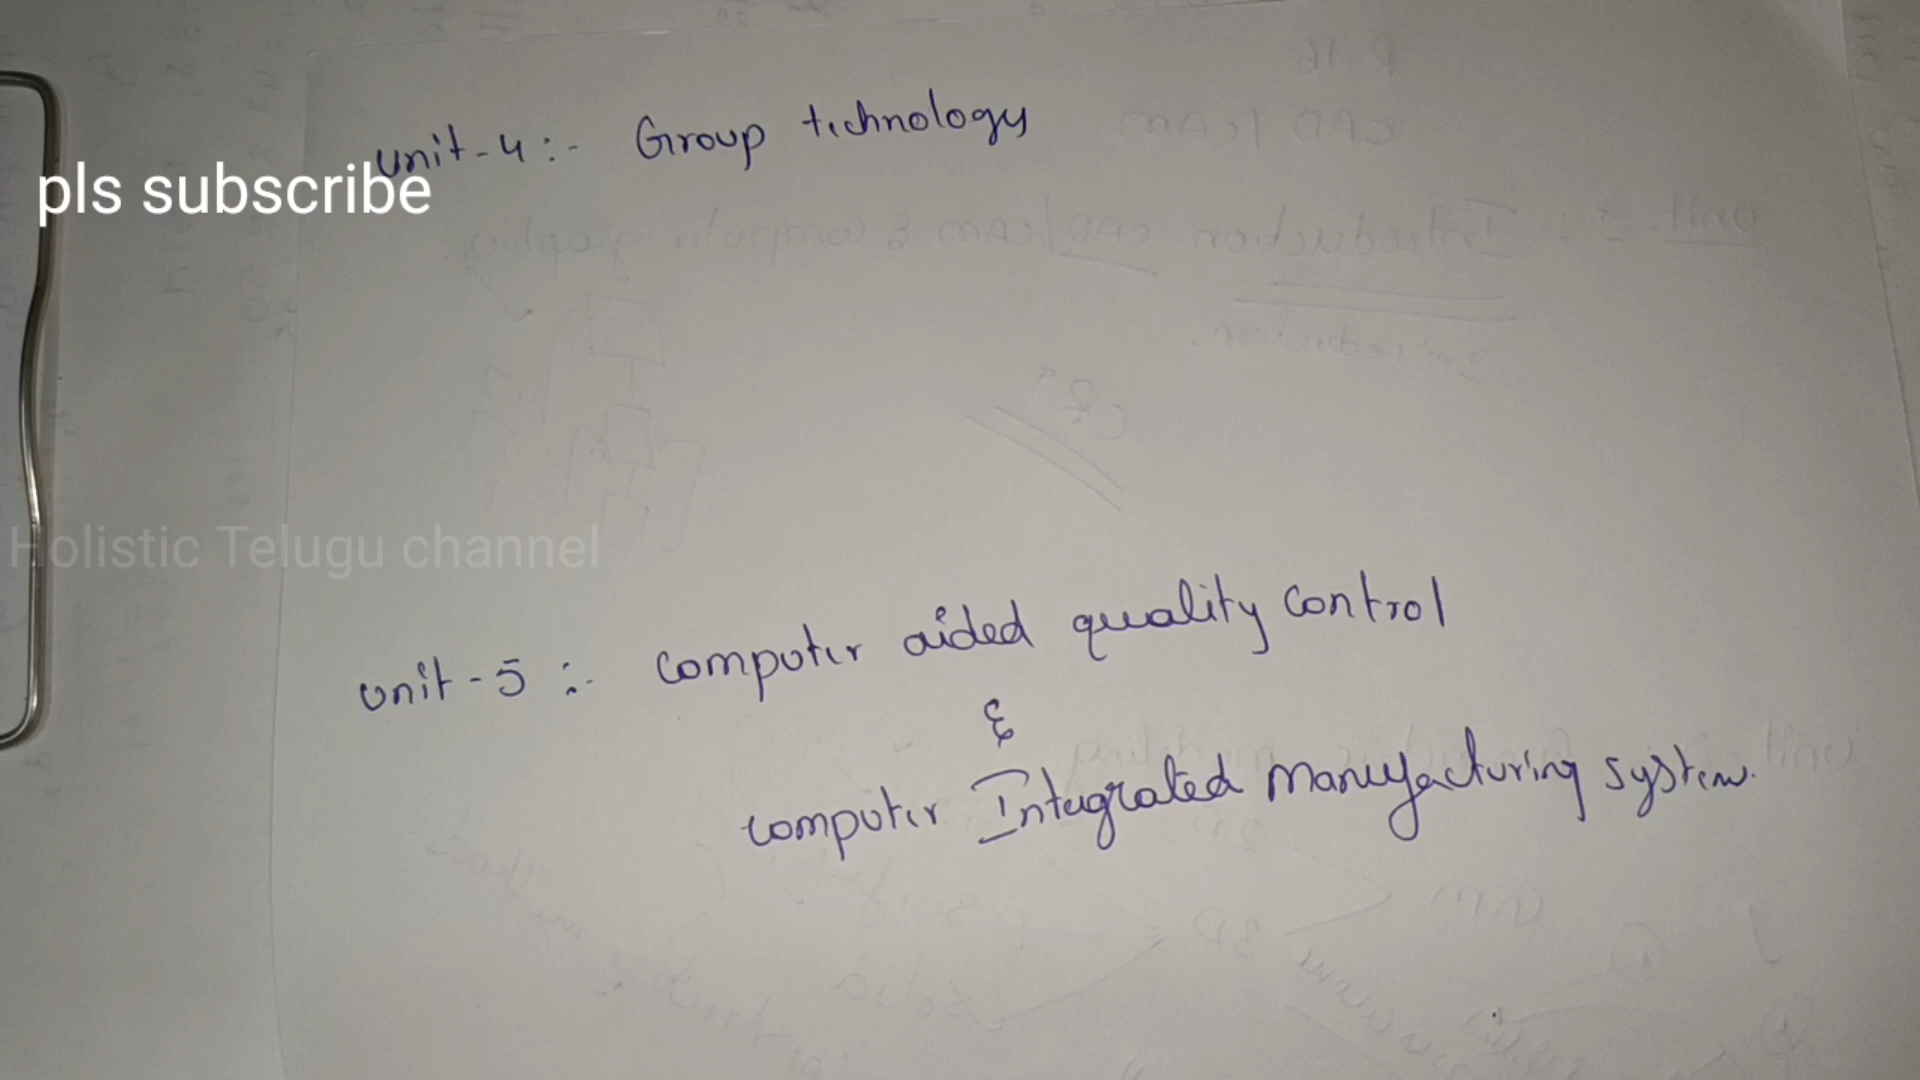 unit-4:- Group technology
pls subscribe
Holistic Telugu channel
unit-5:- computer aided quality control
&
computer Integrated Manufacturing system.